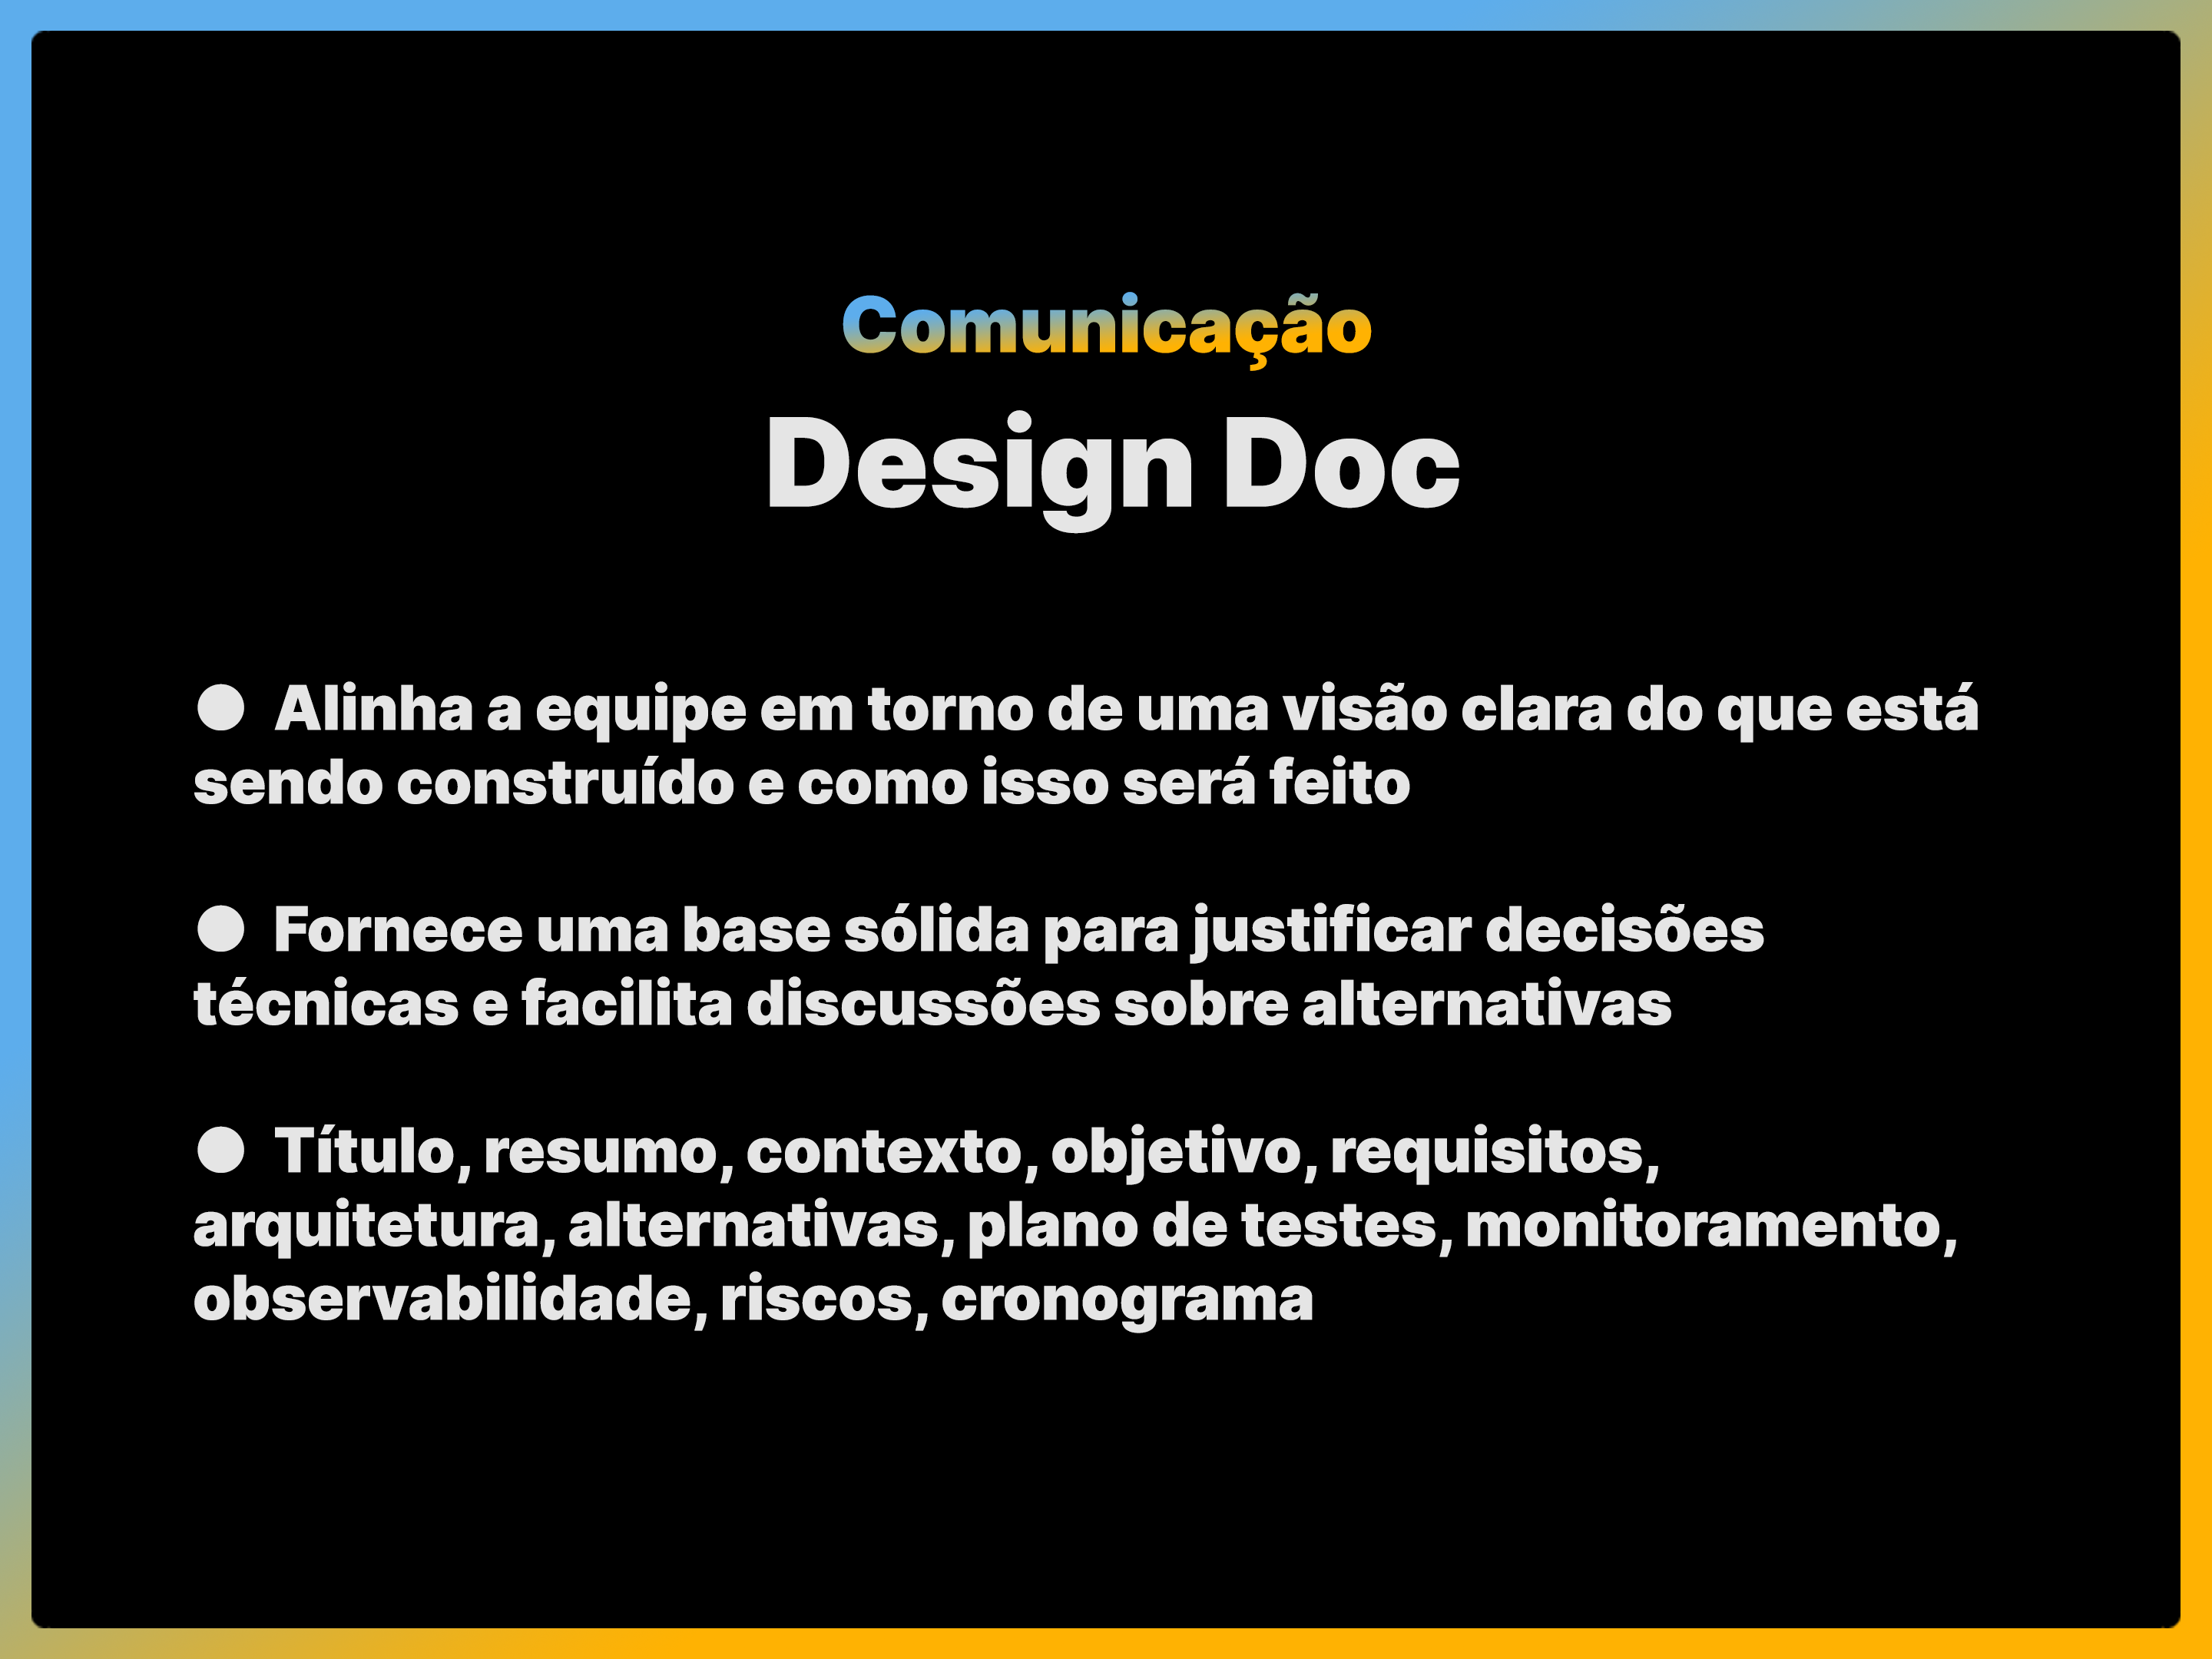 Comunicação
Design Doc
● Alinha a equipe em torno de uma visão clara do que está
sendo construído e como isso será feito
● Fornece uma base sólida para justificar decisões
técnicas e facilita discussões sobre alternativas
● Título, resumo, contexto, objetivo, requisitos,
arquitetura, alternativas, plano de testes, monitoramento,
observabilidade, riscos, cronograma